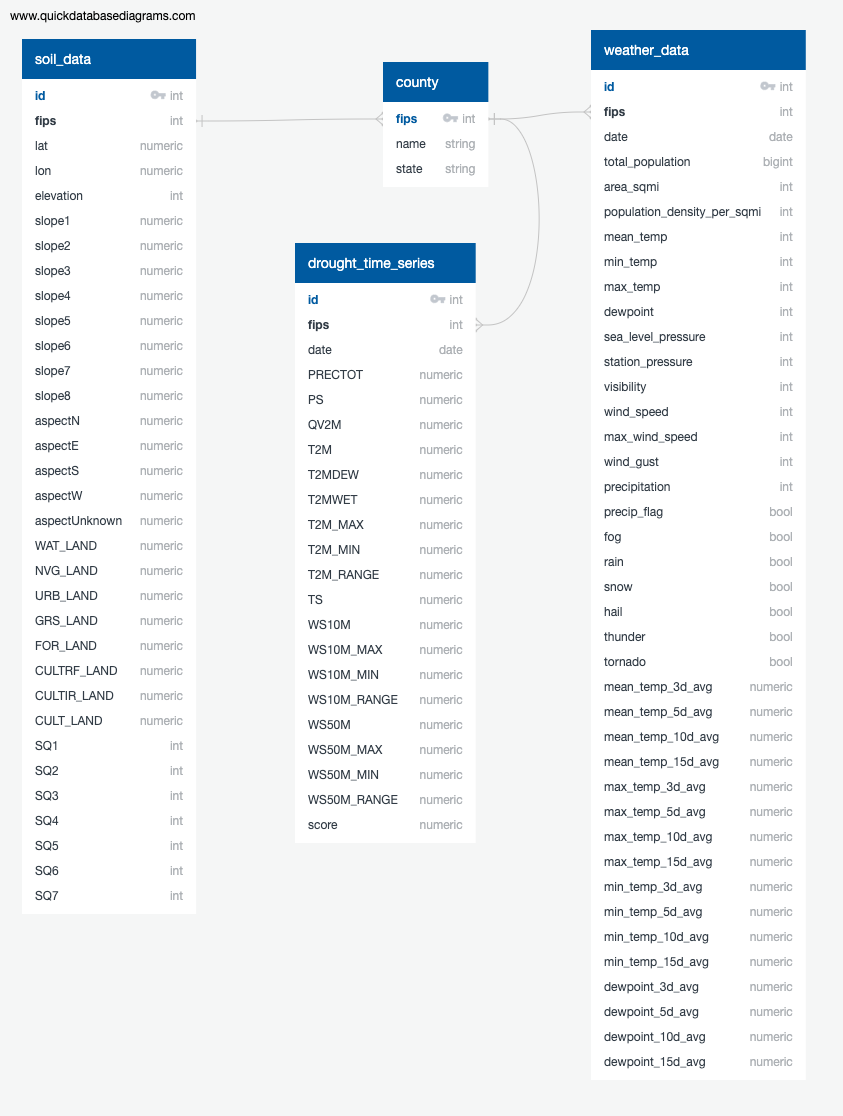 www.quickdatabasediagrams.com
soil_data
id int
fips int
lat numeric
lon numeric
elevation int
slope1 numeric
slope2 numeric
slope3 numeric
slope4 numeric
slope5 numeric
slope6 numeric
slope7 numeric
slope8 numeric
aspectN numeric
aspectE numeric
aspectS numeric
aspectW numeric
aspectUnknown numeric
WAT_LAND numeric
NVG_LAND numeric
URB_LAND numeric
GRS_LAND numeric
FOR_LAND numeric
CULTRF_LAND numeric
CULTIR_LAND numeric
CULT_LAND numeric
SQ1 int
SQ2 int
SQ3 int
SQ4 int
SQ5 int
SQ6 int
SQ7 int
county
fips int
name string
state string
drought_time_series
id int
fips int
date date
PRECTOT numeric
PS numeric
QV2M numeric
T2M numeric
T2MDEW numeric
T2MWET numeric
T2M_MAX numeric
T2M_MIN numeric
T2M_RANGE numeric
TS numeric
WS10M numeric
WS10M_MAX numeric
WS10M_MIN numeric
WS10M_RANGE numeric
WS50M numeric
WS50M_MAX numeric
WS50M_MIN numeric
WS50M_RANGE numeric
score numeric
weather_data
id int
fips int
date date
total_population bigint
area_sqmi int
population_density_per_sqmi int
mean_temp int
min_temp int
max_temp int
dewpoint int
sea_level_pressure int
station_pressure int
visibility int
wind_speed int
max_wind_speed int
wind_gust int
precipitation int
precip_flag bool
fog bool
rain bool
snow bool
hail bool
thunder bool
tornado bool
mean_temp_3d_avg numeric
mean_temp_5d_avg numeric
mean_temp_10d_avg numeric
mean_temp_15d_avg numeric
max_temp_3d_avg numeric
max_temp_5d_avg numeric
max_temp_10d_avg numeric
max_temp_15d_avg numeric
min_temp_3d_avg numeric
min_temp_5d_avg numeric
min_temp_10d_avg numeric
min_temp_15d_avg numeric
dewpoint_3d_avg numeric
dewpoint_5d_avg numeric
dewpoint_10d_avg numeric
dewpoint_15d_avg numeric